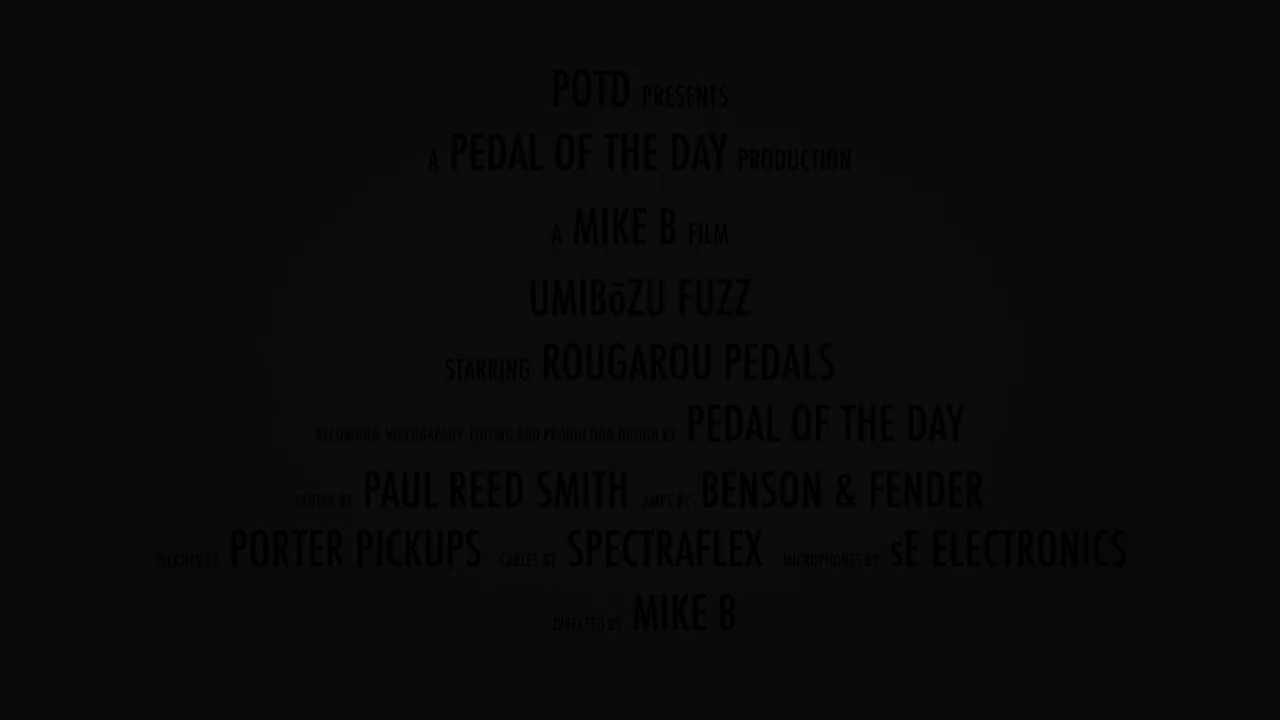 POTD PRESENTS
A PEDAL OF THE DAY PRODUCTION
A MIKE B FILM
UMIBōZU FUZZ
STARRING ROUGAROU PEDALS
RECORDING, VIDEOGRAPHY, EDITING AND PRODUCTION DESIGN BY PEDAL OF THE DAY
GUITAR BY PAUL REED SMITH AMPS BY BENSON & FENDER
PICKUPS BY PORTER PICKUPS CABLES BY SPECTRAFLEX MICROPHONES BY sE ELECTRONICS
DIRECTED BY MIKE B